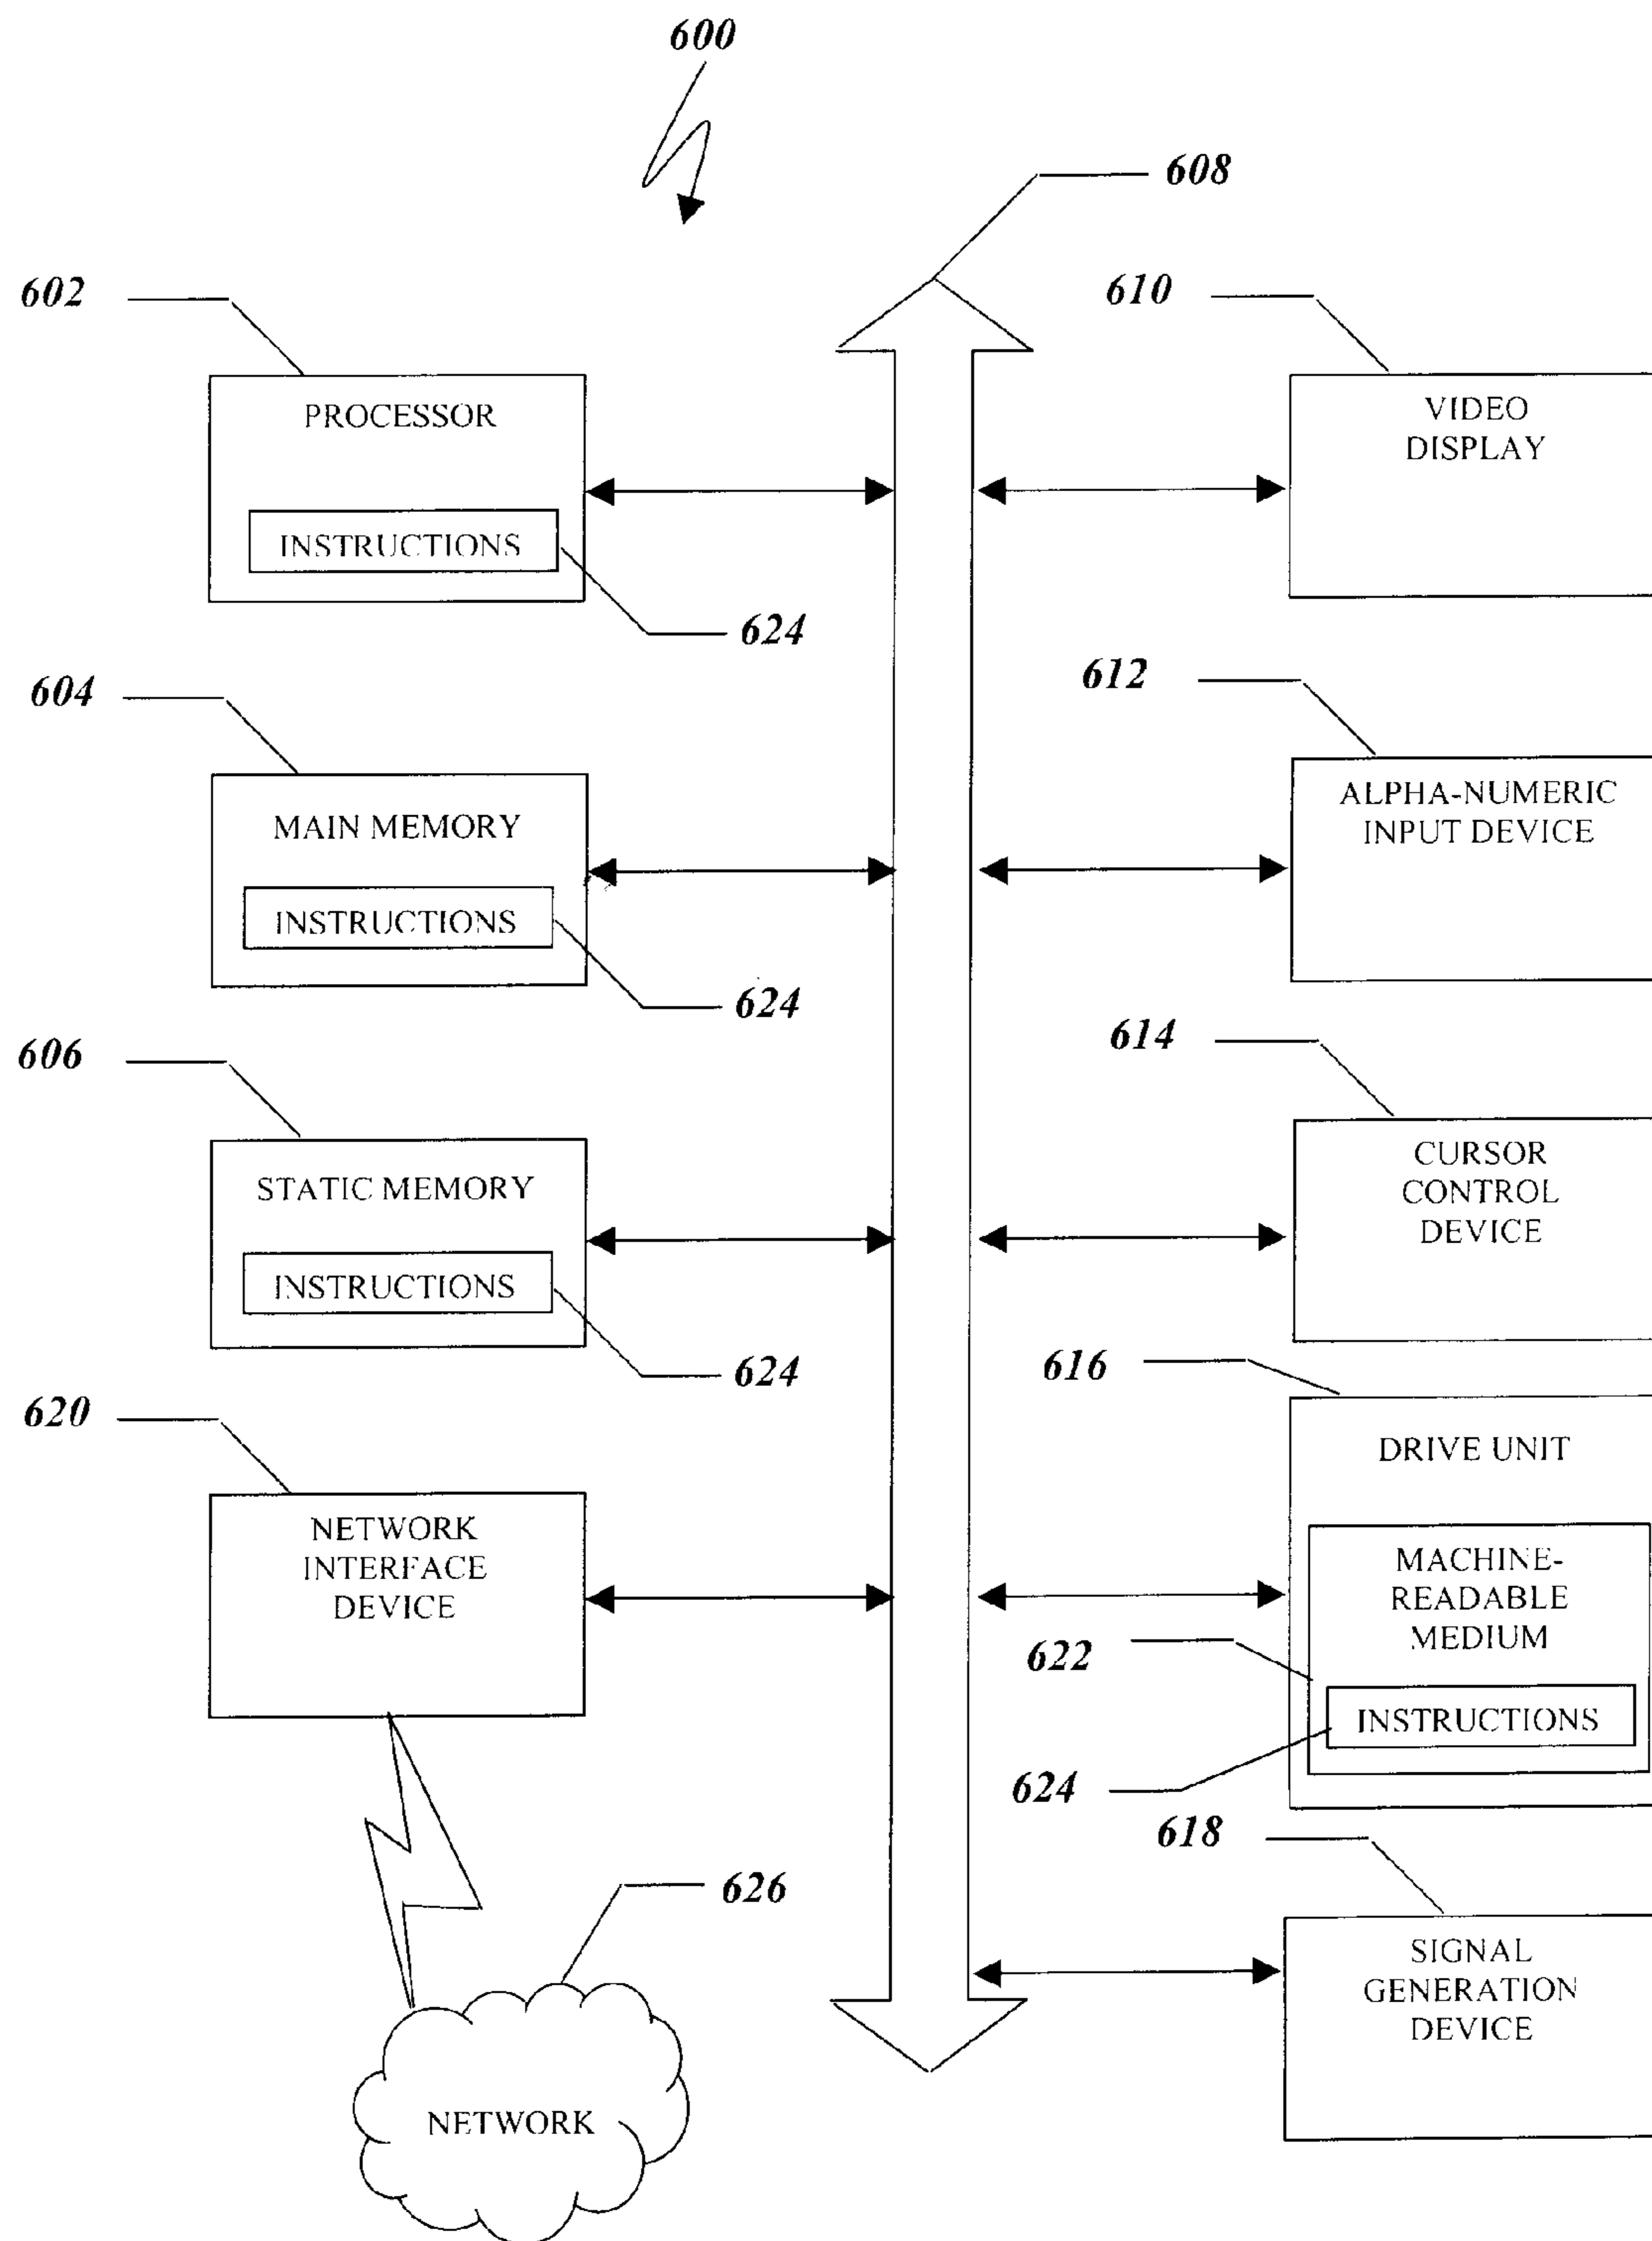 600
608
602
610
PROCESSOR
INSTRUCTIONS
624
VIDEO
DISPLAY
604
612
MAIN MEMORY
INSTRUCTIONS
624
ALPHA-NUMERIC
INPUT DEVICE
606
614
STATIC MEMORY
INSTRUCTIONS
624
CURSOR
CONTROL
DEVICE
620
616
NETWORK
INTERFACE
DEVICE
DRIVE UNIT
MACHINE-
READABLE
MEDIUM
622
INSTRUCTIONS
624
618
626
NETWORK
SIGNAL
GENERATION
DEVICE